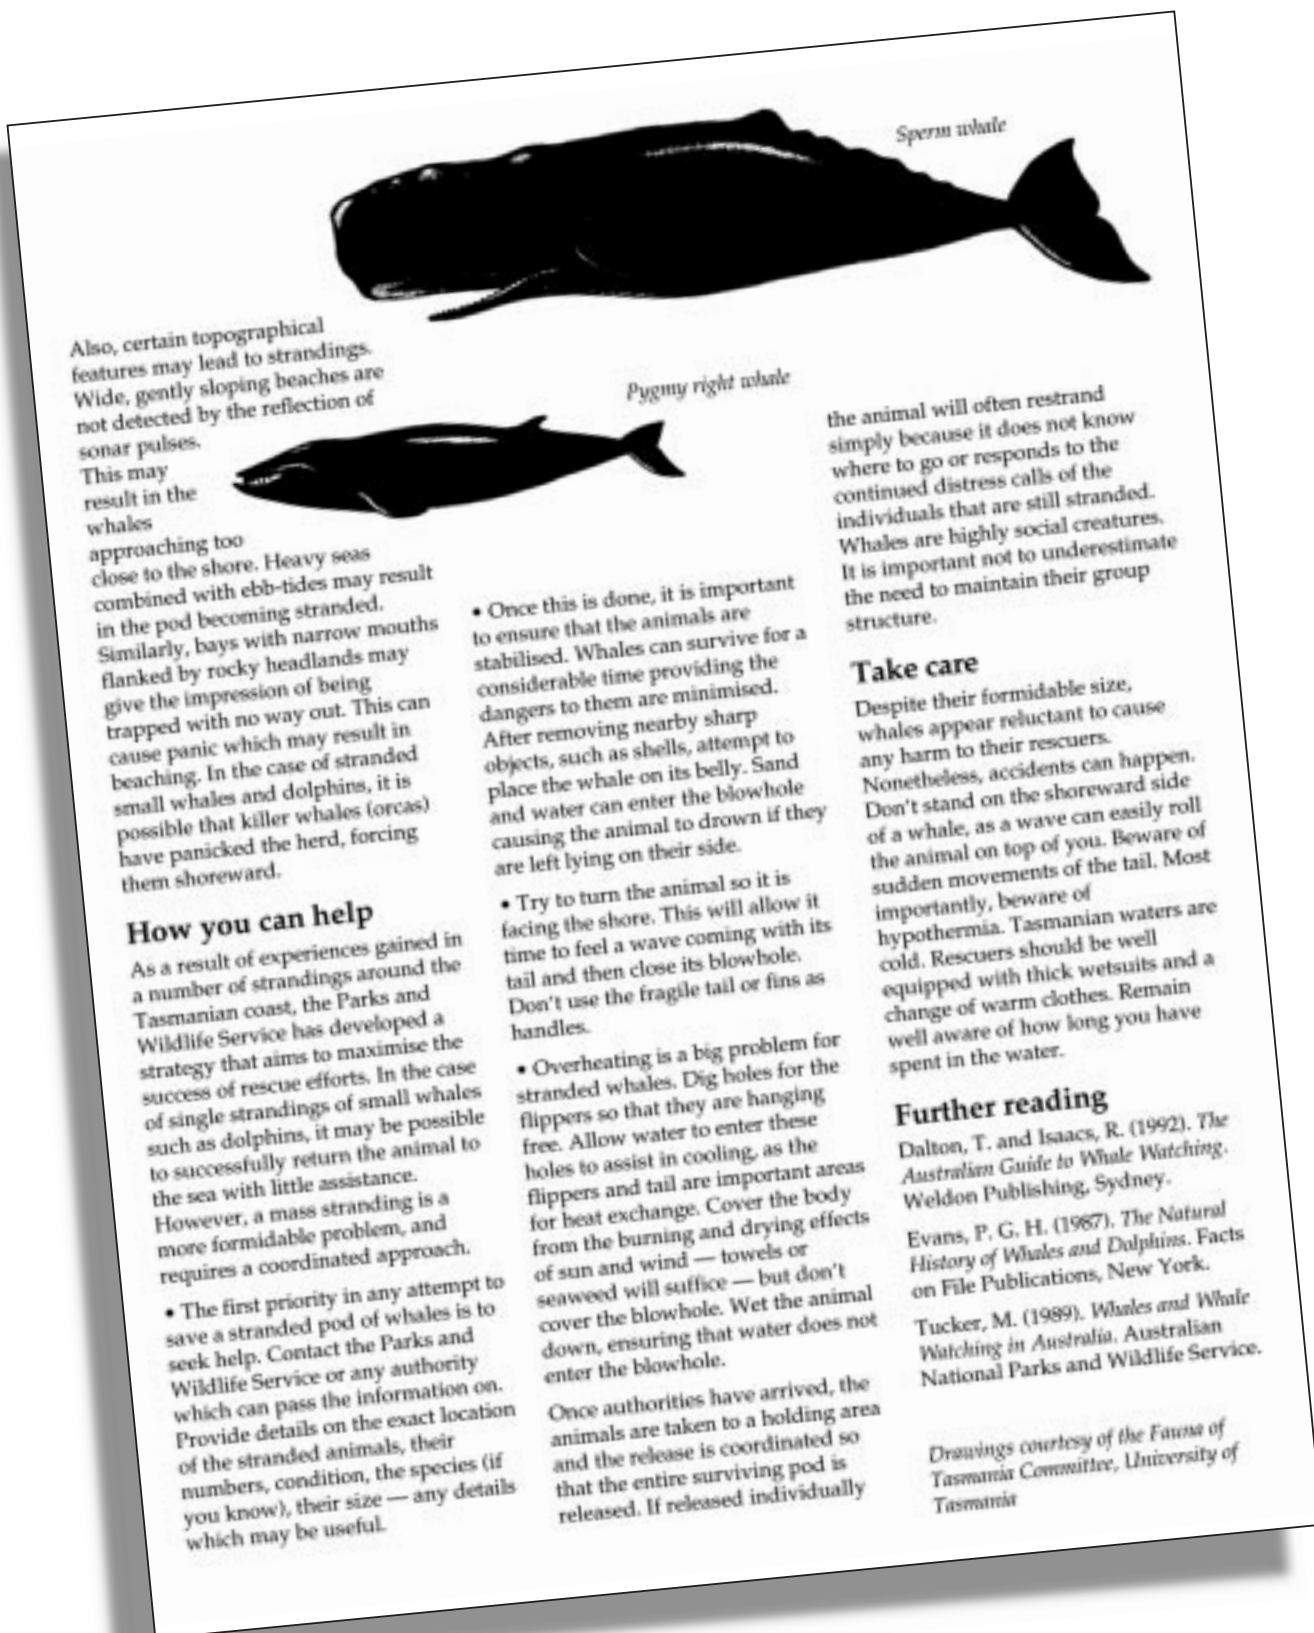 Sperm whale
Pygmy right whale
Also, certain topographical
features may lead to strandings.
Wide, gently sloping beaches are
not detected by the reflection of
sonar pulses.
This may
result in the
whales
approaching too
close to the shore. Heavy seas
combined with ebb-tides may result
in the pod becoming stranded.
Similarly, bays with narrow mouths
flanked by rocky headlands may
give the impression of being
trapped with no way out. This can
cause panic which may result in
beaching. In the case of stranded
small whales and dolphins, it is
possible that killer whales (orcas)
have panicked the herd, forcing
them shoreward.
How you can help
As a result of experiences gained in
a number of strandings around the
Tasmanian coast, the Parks and
Wildlife Service has developed a
strategy that aims to maximise the
success of rescue efforts. In the case
of single strandings of small whales
such as dolphins, it may be possible
to successfully return the animal to
the sea with little assistance.
However, a mass stranding is a
more formidable problem, and
requires a coordinated approach.
• The first priority in any attempt to
save a stranded pod of whales is to
seek help. Contact the Parks and
Wildlife Service or any authority
which can pass the information on.
Provide details on the exact location
of the stranded animals, their
numbers, condition, the species (if
you know), their size — any details
which may be useful.
• Once this is done, it is important
to ensure that the animals are
stabilised. Whales can survive for a
considerable time providing the
dangers to them are minimised.
After removing nearby sharp
objects, such as shells, attempt to
place the whale on its belly. Sand
and water can enter the blowhole
causing the animal to drown if they
are left lying on their side.
• Try to turn the animal so it is
facing the shore. This will allow it
time to feel a wave coming with its
tail and then close its blowhole.
Don't use the fragile tail or fins as
handles.
• Overheating is a big problem for
stranded whales. Dig holes for the
flippers so that they are hanging
free. Allow water to enter these
holes to assist in cooling, as the
flippers and tail are important areas
for heat exchange. Cover the body
from the burning and drying effects
of sun and wind — towels or
seaweed will suffice — but don't
cover the blowhole. Wet the animal
down, ensuring that water does not
enter the blowhole.
Once authorities have arrived, the
animals are taken to a holding area
and the release is coordinated so
that the entire surviving pod is
released. If released individually
the animal will often restrand
simply because it does not know
where to go or responds to the
continued distress calls of the
individuals that are still stranded.
Whales are highly social creatures.
It is important not to underestimate
the need to maintain their group
structure.
Take care
Despite their formidable size,
whales appear reluctant to cause
any harm to their rescuers.
Nonetheless, accidents can happen.
Don't stand on the shoreward side
of a whale, as a wave can easily roll
the animal on top of you. Beware of
sudden movements of the tail. Most
importantly, beware of
hypothermia. Tasmanian waters are
cold. Rescuers should be well
equipped with thick wetsuits and a
change of warm clothes. Remain
well aware of how long you have
spent in the water.
Further reading
Dalton, T. and Isaacs, R. (1992). The
Australian Guide to Whale Watching.
Weldon Publishing, Sydney.
Evans, P. G. H. (1987). The Natural
History of Whales and Dolphins. Facts
on File Publications, New York.
Tucker, M. (1989). Whales and Whale
Watching in Australia. Australian
National Parks and Wildlife Service.
Drawings courtesy of the Fauna of
Tasmania Committee, University of
Tasmania